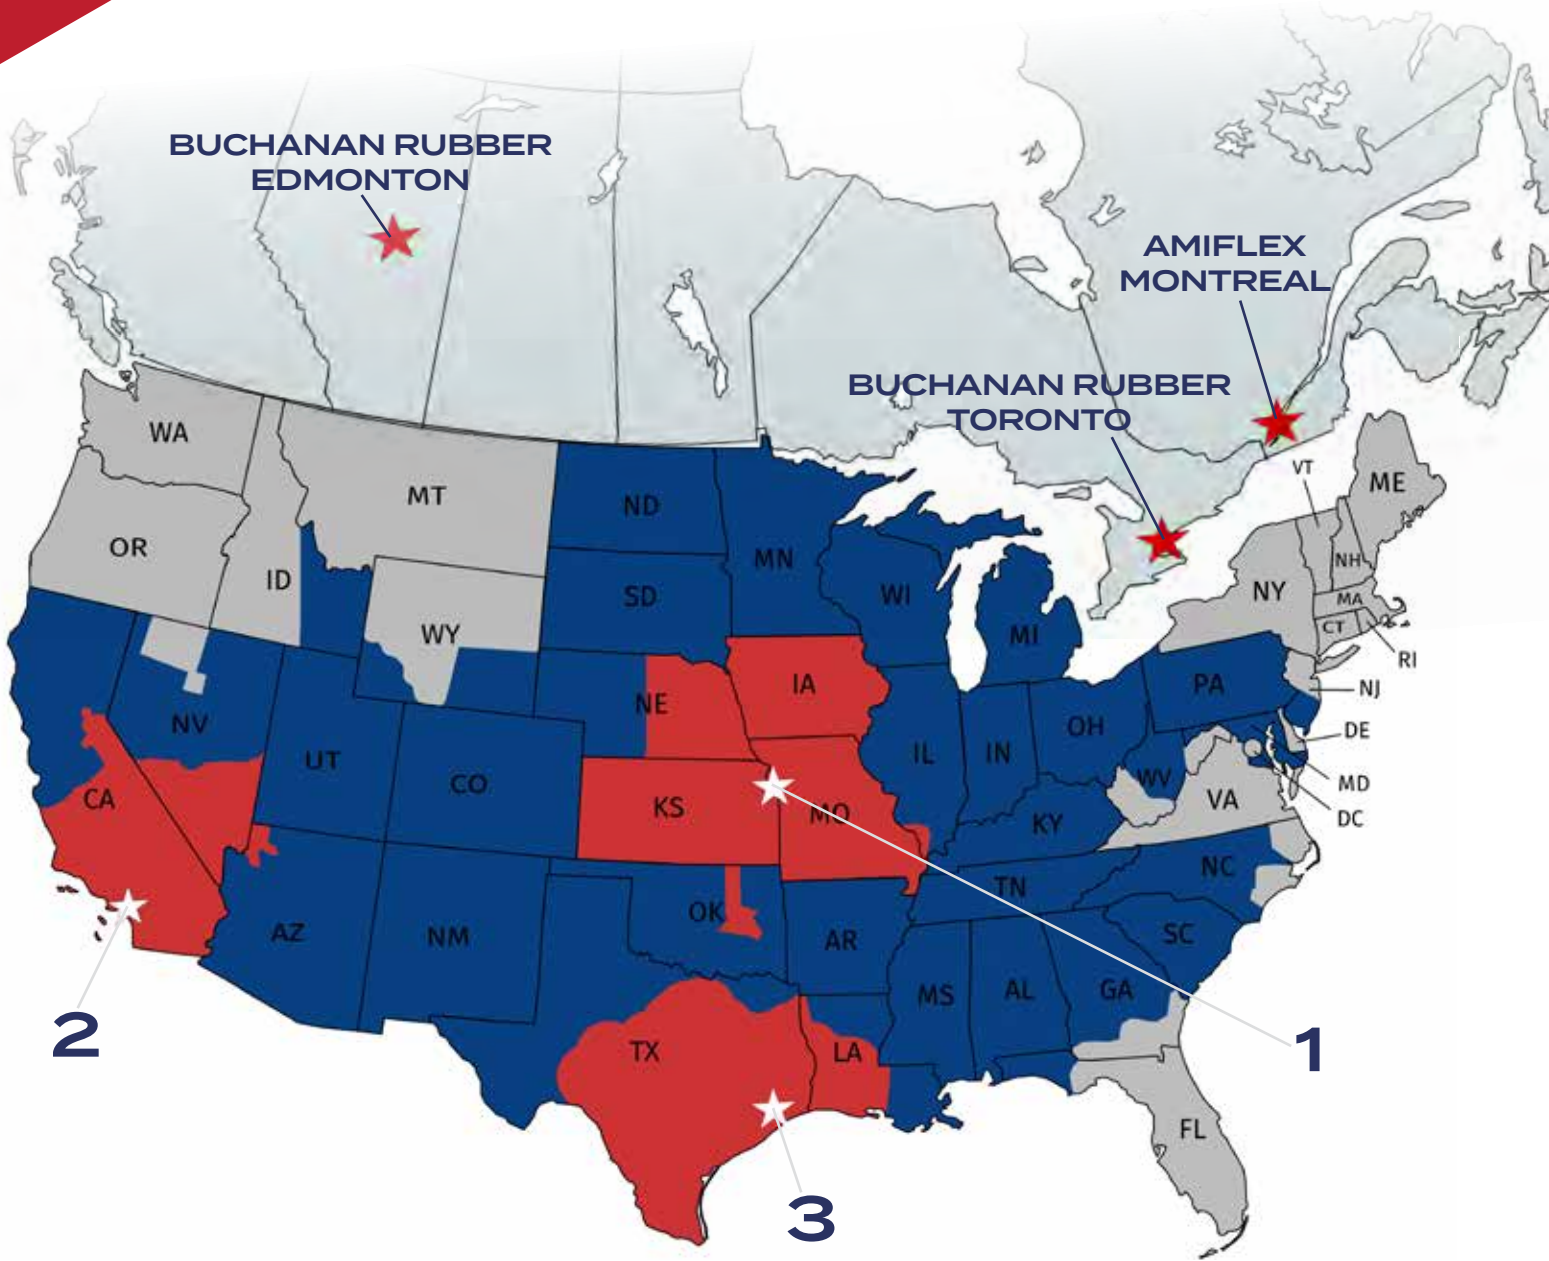 BUCHANAN RUBBER
EDMONTON
AMIFLEX
MONTREAL
BUCHANAN RUBBER
TORONTO
WA
MT
ND
MN
VT
ME
OR
ID
SD
WI
NH
NY
MA
WY
MI
CT
RI
NE
IA
PA
NJ
NV
UT
CO
IL
IN
OH
DE
CA
KS
MO
WV
VA
MD
DC
KY
NC
TN
AZ
NM
OK
AR
SC
MS
AL
GA
2
TX
LA
1
FL
3